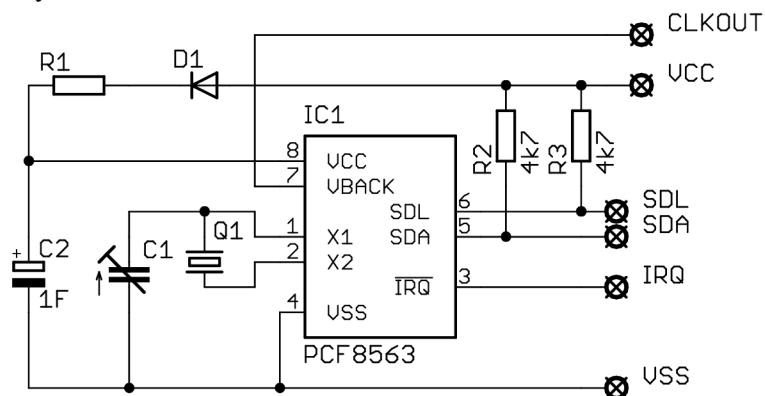 CLKOUT
R1
D1
VCC
IC1
R2
4k7
R3
4k7
8
VCC
7
VBACK
SDL
6
SDL
1
X1
SDA
5
SDA
Q1
C1
2
X2
C2
+
1F
IRQ
3
IRQ
4
VSS
PCF8563
VSS